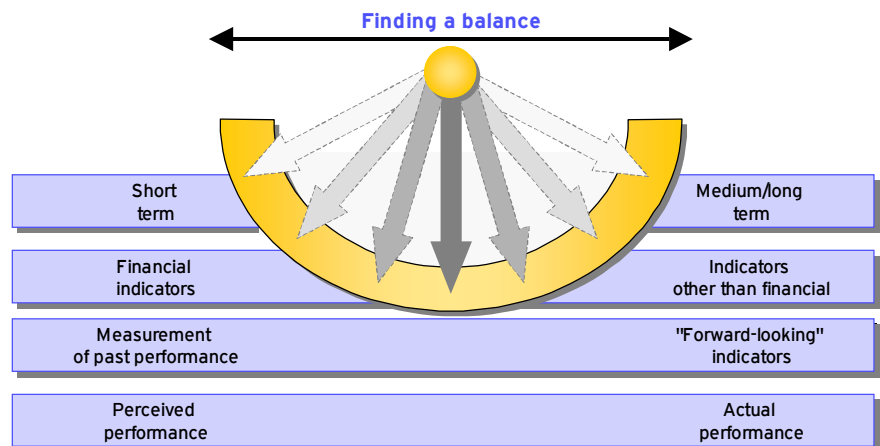 Finding a balance
Short
term
Medium/long
term
Financial
indicators
Indicators
other than financial
Measurement
of past performance
"Forward-looking"
indicators
Perceived
performance
Actual
performance